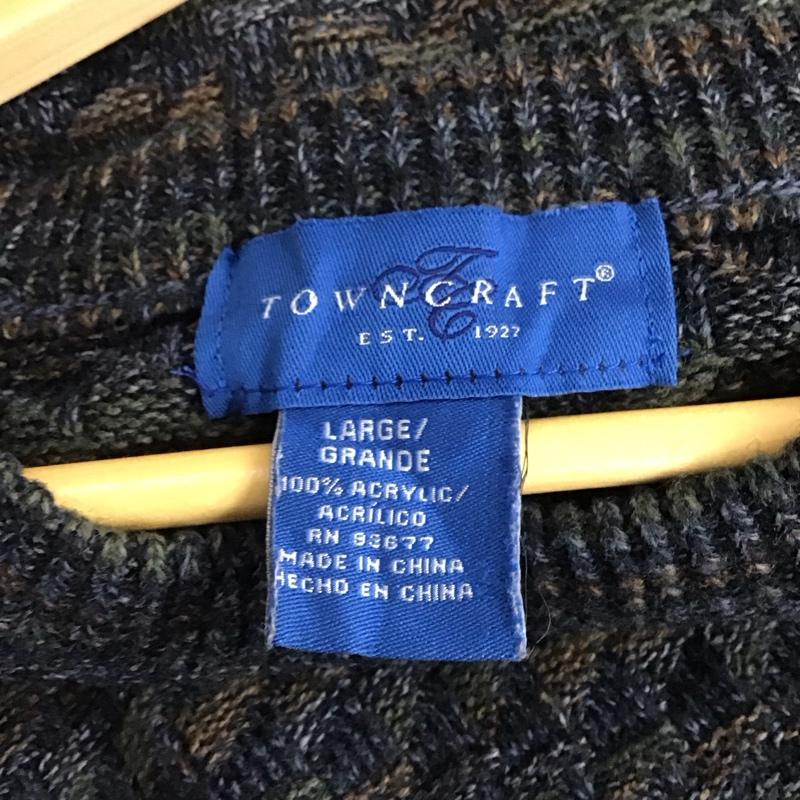 TOWNCRAFT®
EST. 1927
LARGE/
GRANDE
100% ACRYLIC/
ACRÍLICO
RN 93677
MADE IN CHINA
HECHO EN CHINA